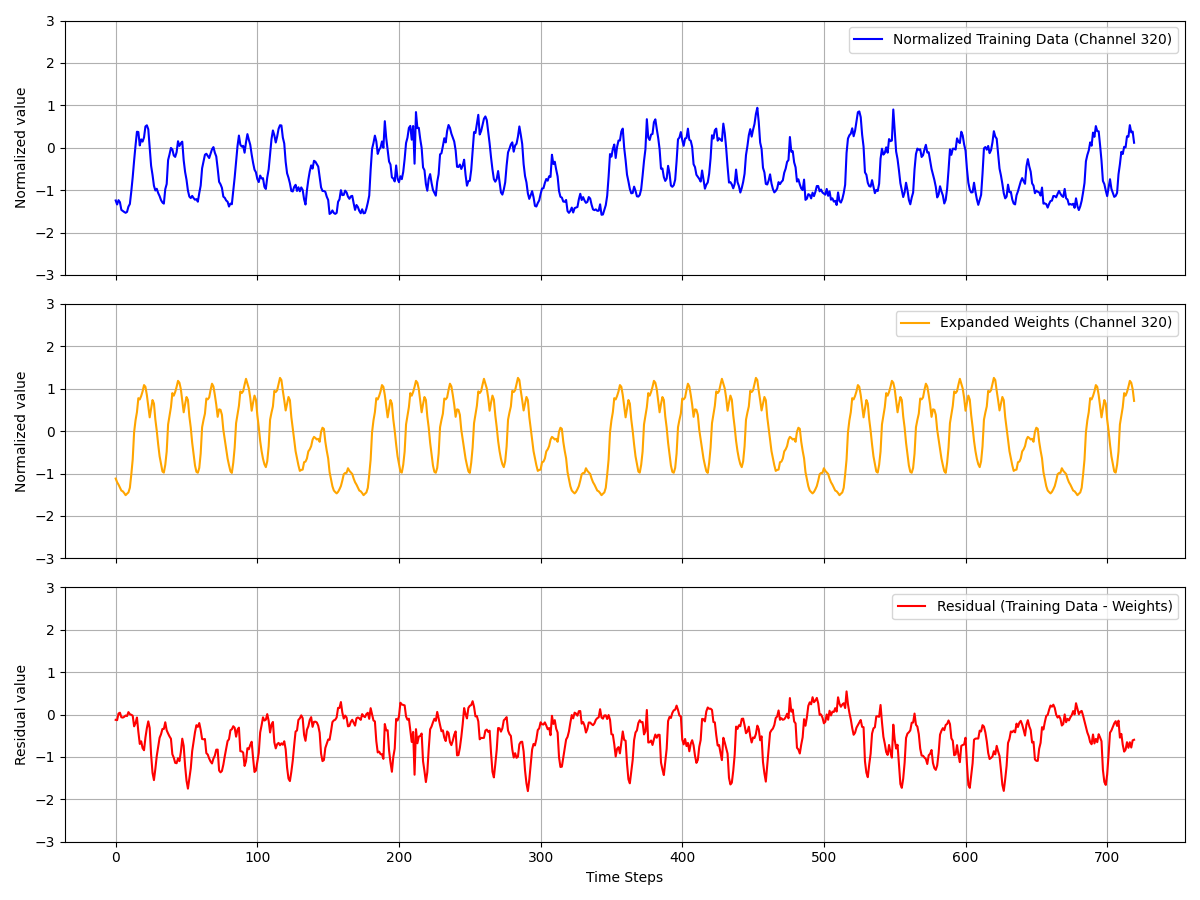 Normalized value
3
2
1
0
−1
−2
−3
Normalized Training Data (Channel 320)
Normalized value
3
2
1
0
−1
−2
−3
Expanded Weights (Channel 320)
Residual value
3
2
1
0
−1
−2
−3
Residual (Training Data - Weights)
0 100 200 300 400 500 600 700
Time Steps